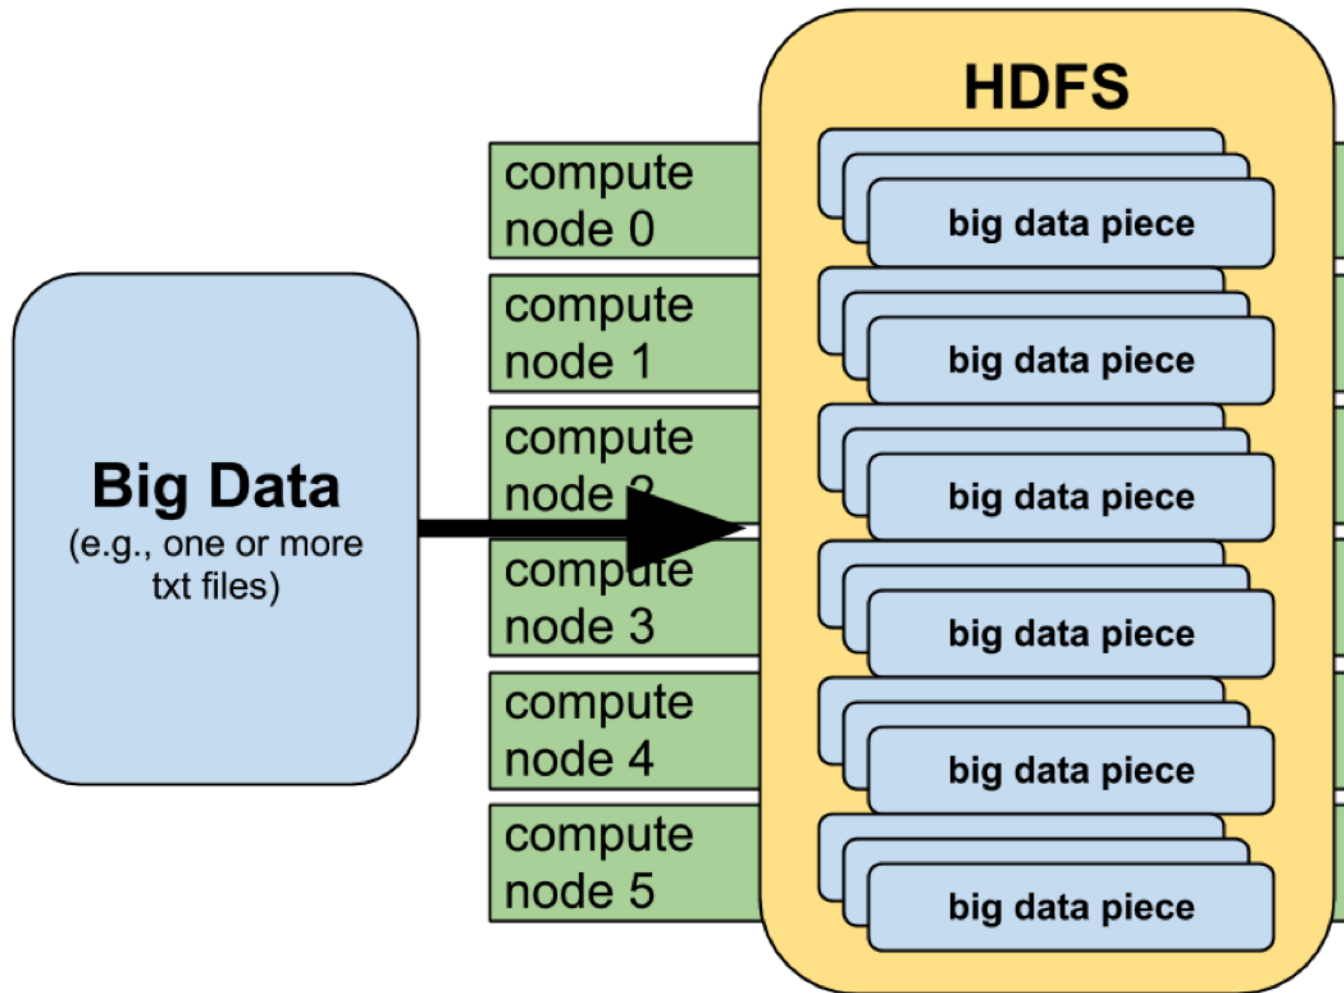 HDFS
compute
node 0
big data piece
compute
node 1
big data piece
compute
node 2
big data piece
Big Data
(e.g., one or more
txt files)
compute
node 3
big data piece
compute
node 4
big data piece
compute
node 5
big data piece